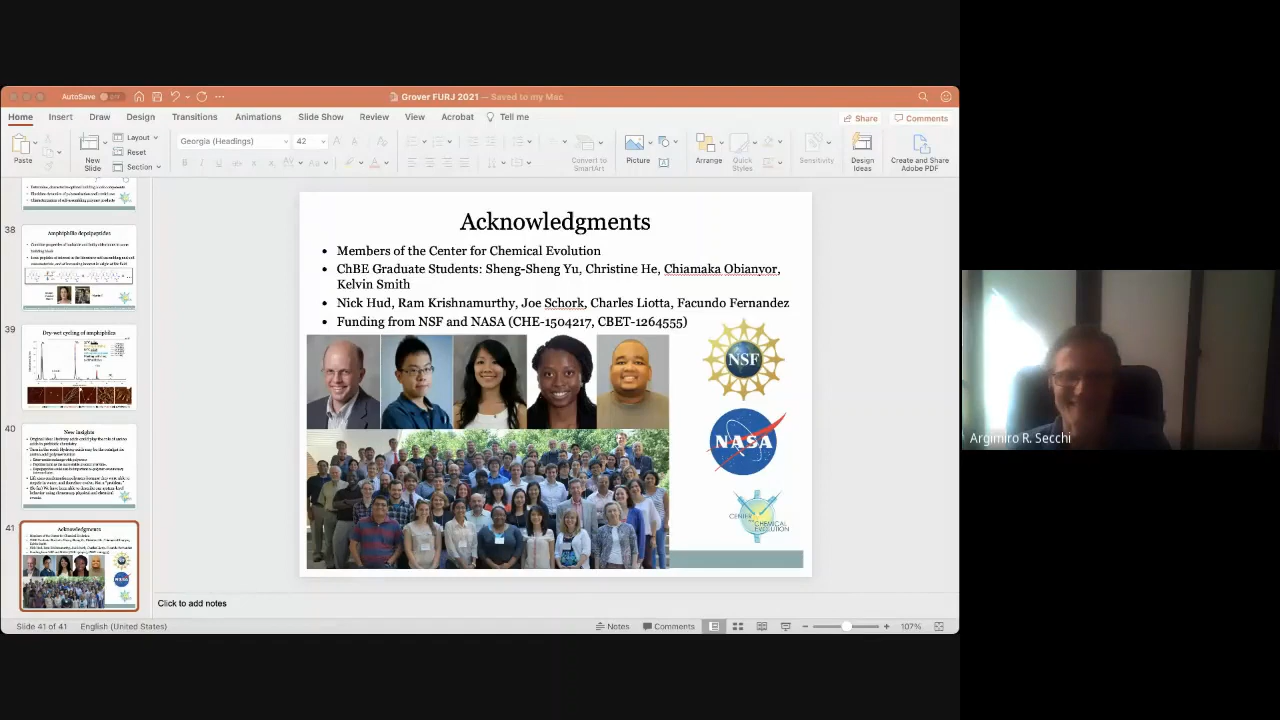 AutoSave OFF
Grover FURJ 2021 — Saved to my Mac
Home Insert Draw Design Transitions Animations Slide Show Review View Acrobat Tell me
Share Comments
Paste
New Slide
Layout
Reset
Section
Georgia (Headings) 42
Convert to SmartArt
Picture
Arrange
Quick Styles
Sensitivity
Design Ideas
Create and Share Adobe PDF
38
Amphiphilic depsipeptides
39
Dry-wet cycling of amphiphiles
40
New Insights
41
Acknowledgments
Acknowledgments
• Members of the Center for Chemical Evolution
• ChBE Graduate Students: Sheng-Sheng Yu, Christine He, Chiamaka Obianyor,
Kelvin Smith
• Nick Hud, Ram Krishnamurthy, Joe Schork, Charles Liotta, Facundo Fernandez
• Funding from NSF and NASA (CHE-1504217, CBET-1264555)
NSF
NASA
CENTER
CHEMICAL
EVOLUTION
Click to add notes
Slide 41 of 41 English (United States)
Notes Comments 107%
Argimiro R. Secchi